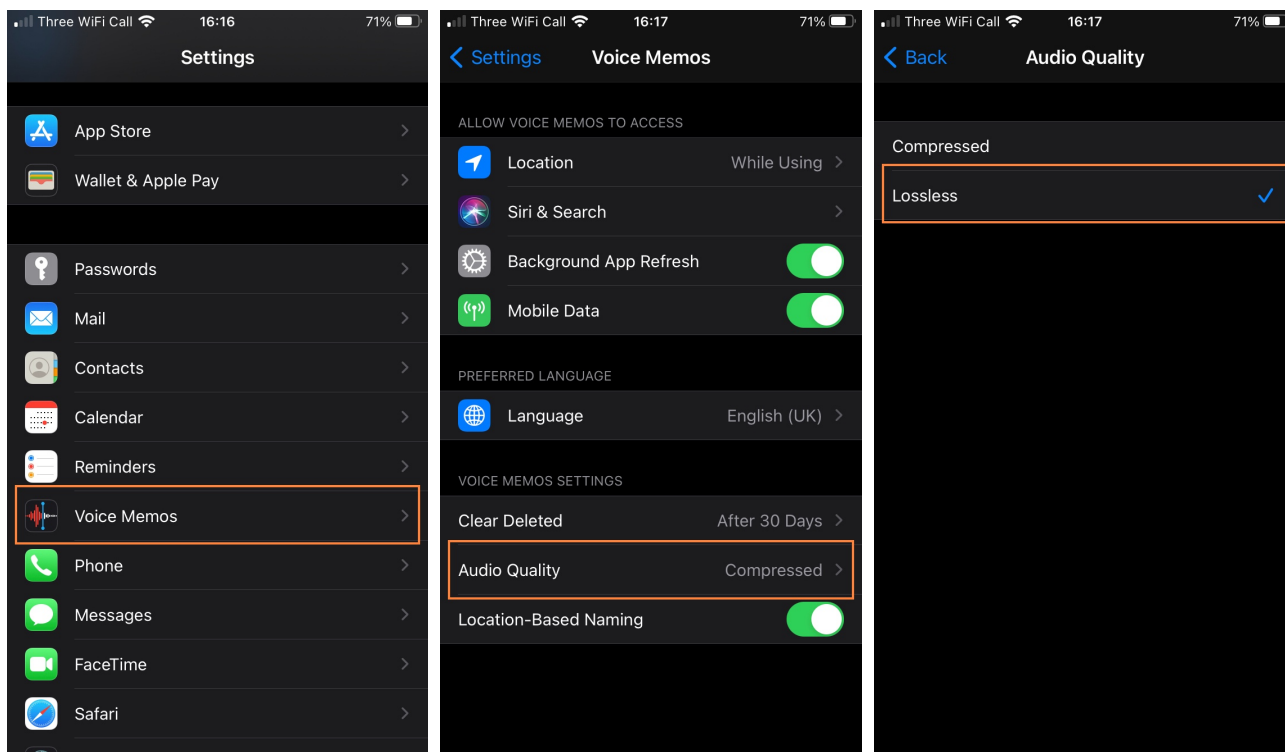 Three WiFi Call 16:16 71%
Settings
App Store
Wallet & Apple Pay
Passwords
Mail
Contacts
Calendar
Reminders
Voice Memos
Phone
Messages
FaceTime
Safari
Three WiFi Call 16:17 71%
Settings Voice Memos
ALLOW VOICE MEMOS TO ACCESS
Location While Using
Siri & Search
Background App Refresh
Mobile Data
PREFERRED LANGUAGE
Language English (UK)
VOICE MEMOS SETTINGS
Clear Deleted After 30 Days
Audio Quality Compressed
Location-Based Naming
Three WiFi Call 16:17 71%
Back Audio Quality
Compressed
Lossless